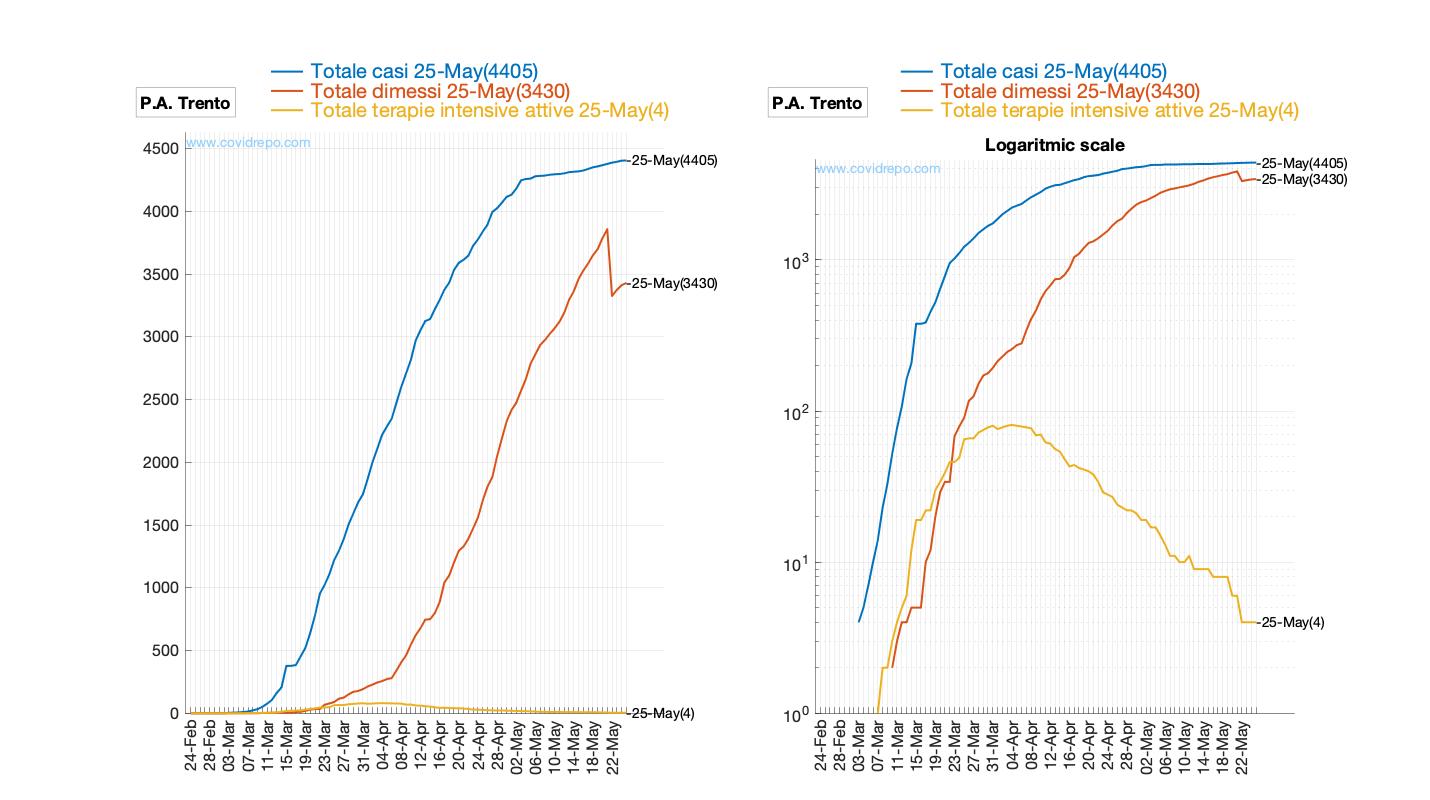 Totale casi 25-May(4405)
Totale dimessi 25-May(3430)
Totale terapie intensive attive 25-May(4)
P.A. Trento
www.covidrepo.com
4500
4000
3500
3000
2500
2000
1500
1000
500
0
25-May(4405)
25-May(3430)
25-May(4)
24-Feb
28-Feb
03-Mar
07-Mar
11-Mar
15-Mar
19-Mar
23-Mar
27-Mar
31-Mar
04-Apr
08-Apr
12-Apr
16-Apr
20-Apr
24-Apr
28-Apr
02-May
06-May
10-May
14-May
18-May
22-May
Totale casi 25-May(4405)
Totale dimessi 25-May(3430)
Totale terapie intensive attive 25-May(4)
P.A. Trento
Logaritmic scale
www.covidrepo.com
10³
10²
10¹
10⁰
25-May(4405)
25-May(3430)
25-May(4)
24-Feb
28-Feb
03-Mar
07-Mar
11-Mar
15-Mar
19-Mar
23-Mar
27-Mar
31-Mar
04-Apr
08-Apr
12-Apr
16-Apr
20-Apr
24-Apr
28-Apr
02-May
06-May
10-May
14-May
18-May
22-May